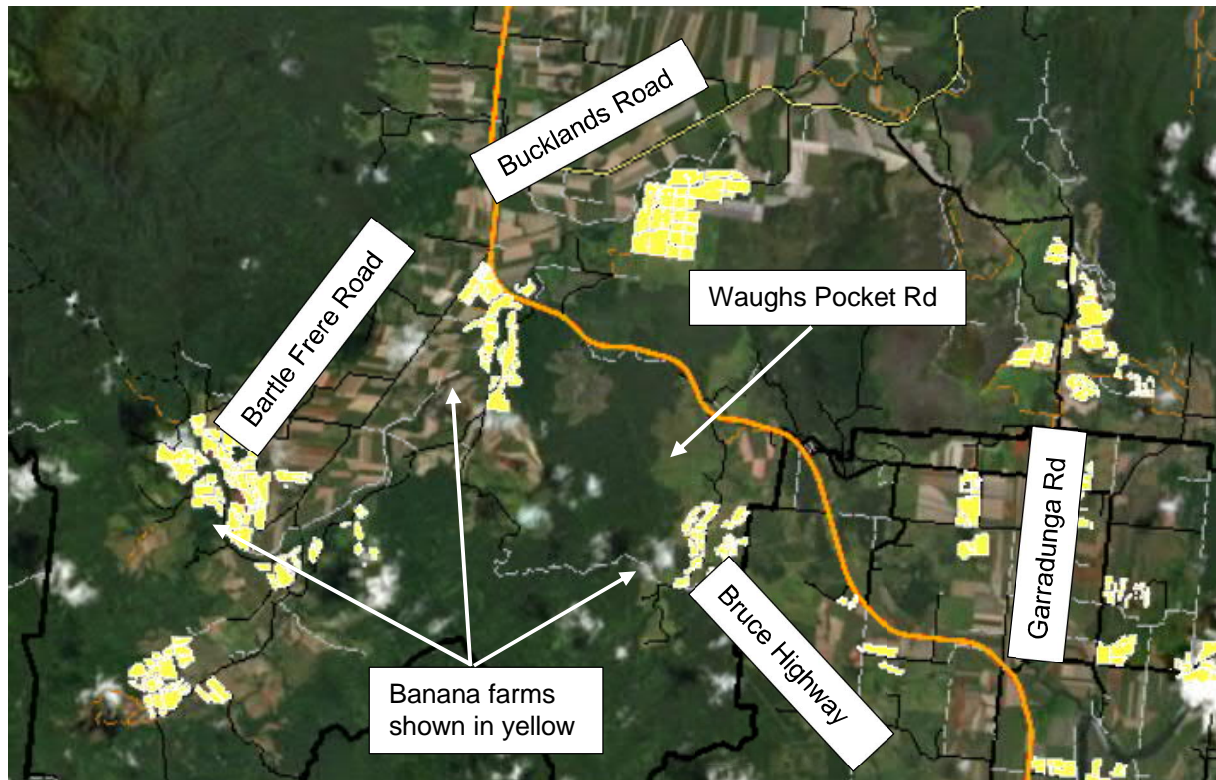 Bucklands Road
Waughs Pocket Rd
Bartle Frere Road
Garradunga Rd
Bruce Highway
Banana farms
shown in yellow